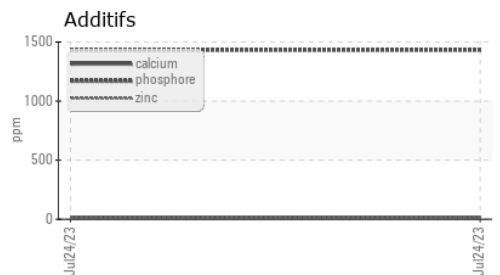 Additifs
1500
calcium
phosphore
zinc
1000
ppm
500
0
Jul24/23
Jul24/23